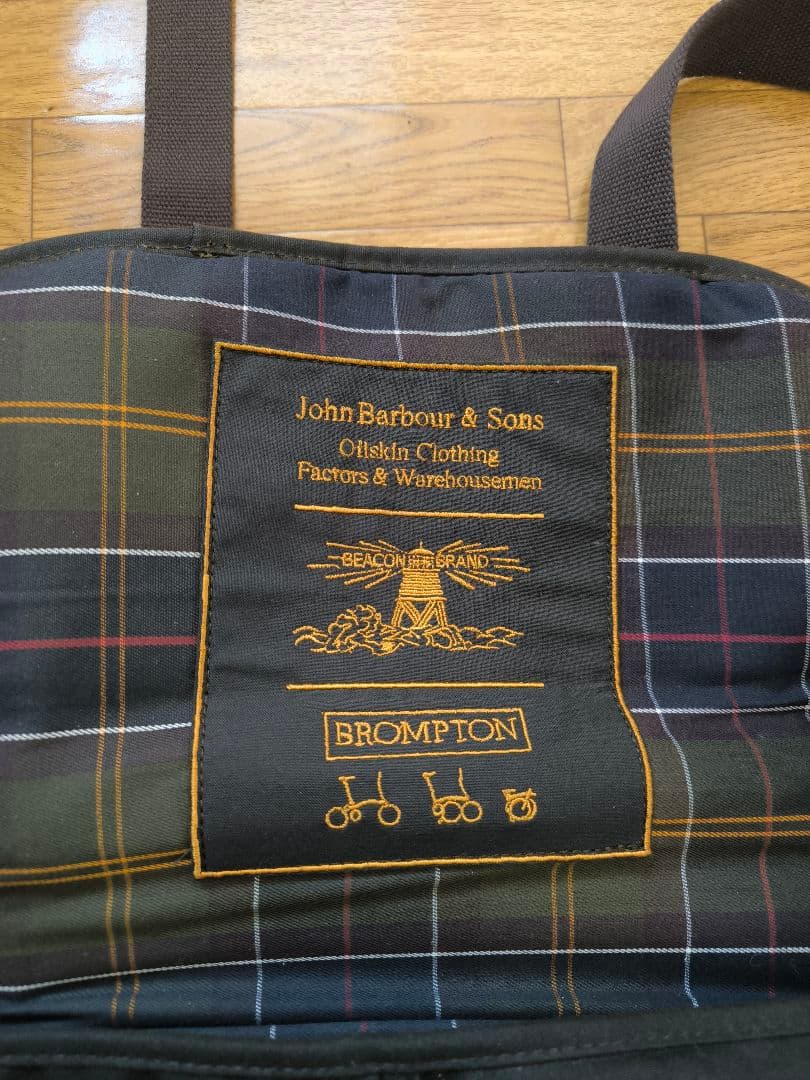 John Barbour & Sons
Oilskin Clothing
Factors & Warehousemen
BEACON BRAND
BROMPTON